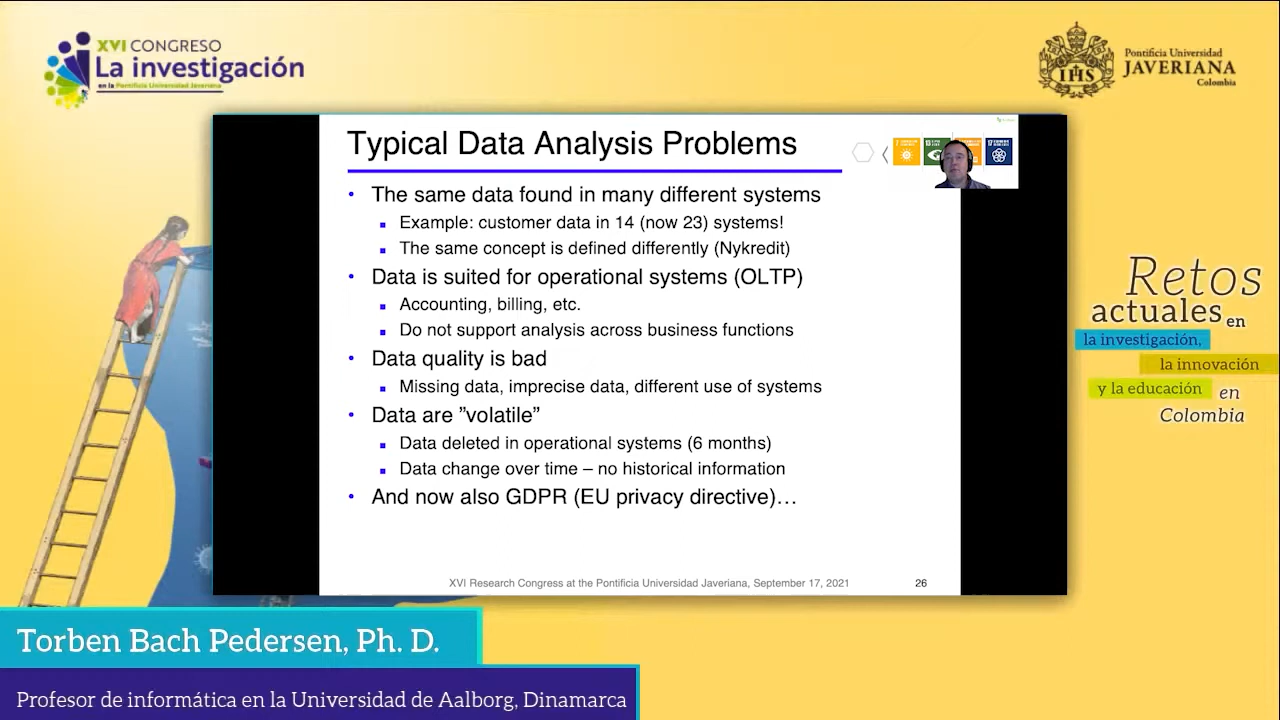 XVI CONGRESO
La investigación
en la Pontificia Universidad Javeriana
Pontificia Universidad
JAVERIANA
Colombia
IHS
Typical Data Analysis Problems
• The same data found in many different systems
▪ Example: customer data in 14 (now 23) systems!
▪ The same concept is defined differently (Nykredit)
• Data is suited for operational systems (OLTP)
▪ Accounting, billing, etc.
▪ Do not support analysis across business functions
• Data quality is bad
▪ Missing data, imprecise data, different use of systems
• Data are ”volatile”
▪ Data deleted in operational systems (6 months)
▪ Data change over time – no historical information
• And now also GDPR (EU privacy directive)…
XVI Research Congress at the Pontificia Universidad Javeriana, September 17, 2021
26
Retos
actuales en
la investigación,
la innovación
y la educación en
Colombia
Torben Bach Pedersen, Ph. D.
Profesor de informática en la Universidad de Aalborg, Dinamarca